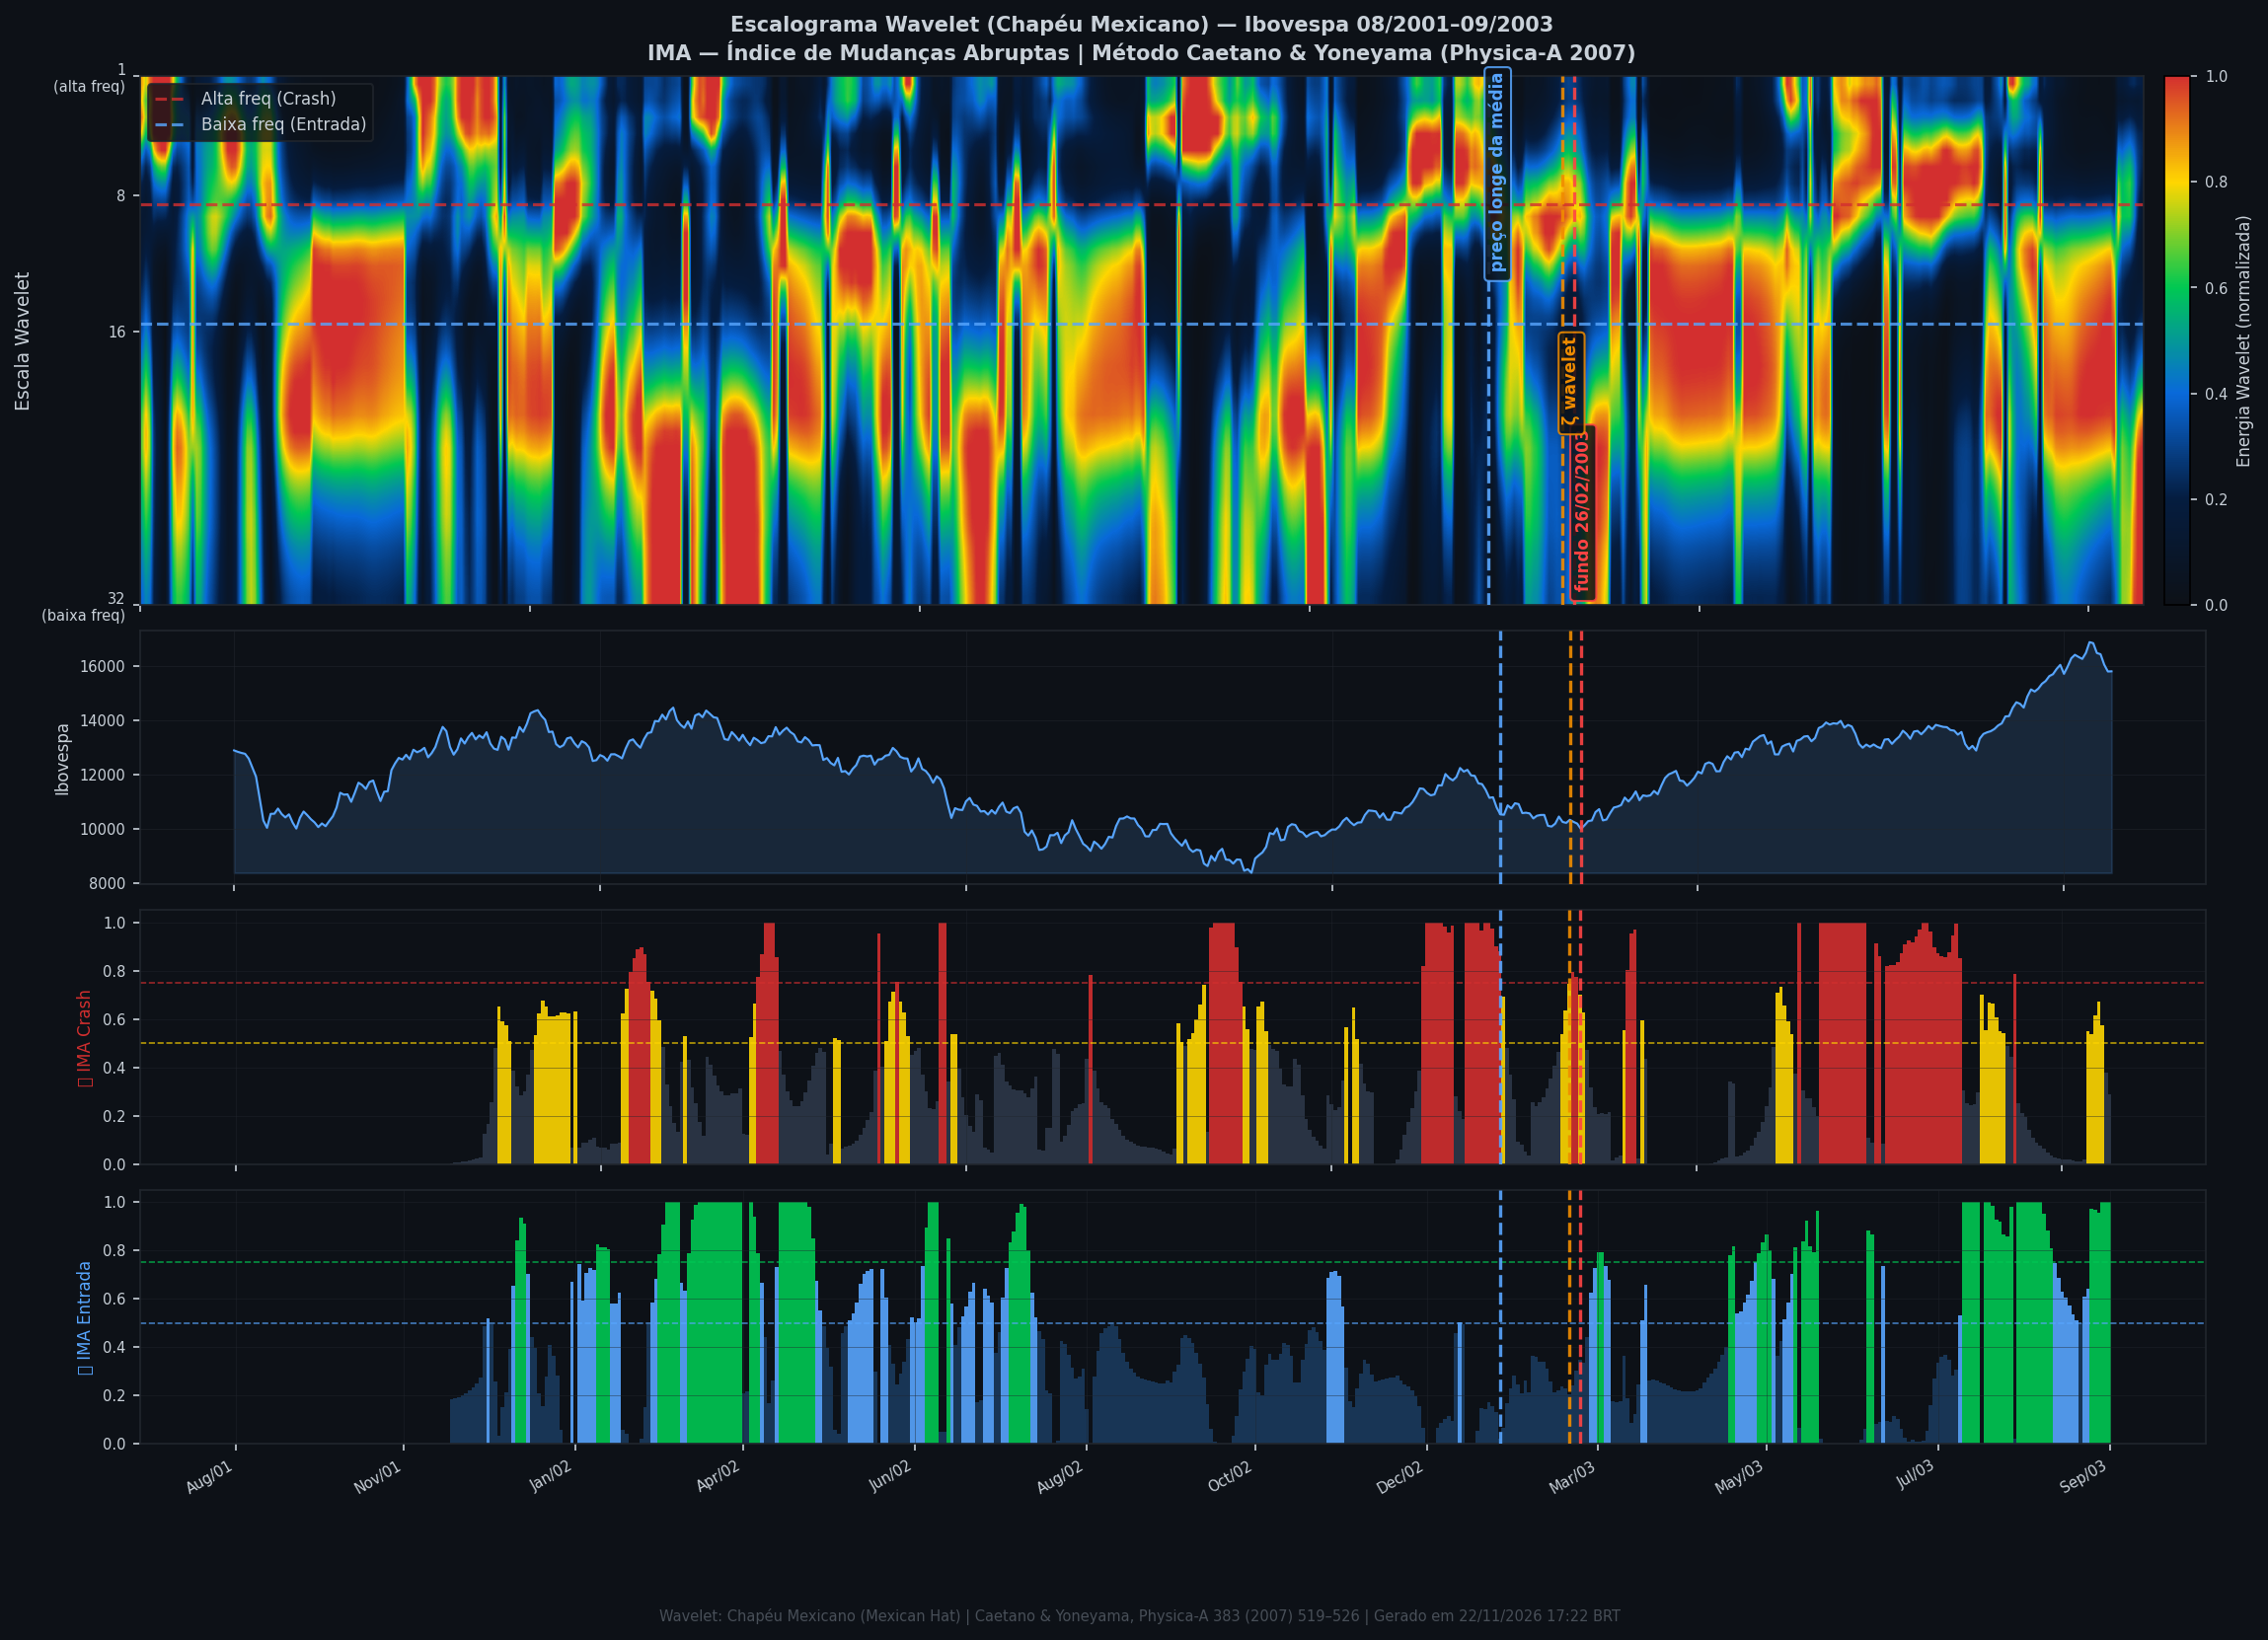 Escalograma Wavelet (Chapéu Mexicano) — Ibovespa 08/2001–09/2003
IMA — Índice de Mudanças Abruptas | Método Caetano & Yoneyama (Physica-A 2007)
1
(alta freq)
8
16
32
(baixa freq)
Escala Wavelet
Alta freq (Crash)
Baixa freq (Entrada)
preço longe da média
ζ wavelet
fundo 26/02/2003
1.0
0.8
0.6
0.4
0.2
0.0
Energia Wavelet (normalizada)
16000
14000
12000
10000
8000
Ibovespa
1.0
0.8
0.6
0.4
0.2
0.0
IMA Crash
1.0
0.8
0.6
0.4
0.2
0.0
IMA Entrada
Aug/01
Nov/01
Jan/02
Apr/02
Jun/02
Aug/02
Oct/02
Dec/02
Mar/03
May/03
Jul/03
Sep/03
Wavelet: Chapéu Mexicano (Mexican Hat) | Caetano & Yoneyama, Physica-A 383 (2007) 519–526 | Gerado em 22/11/2026 17:22 BRT